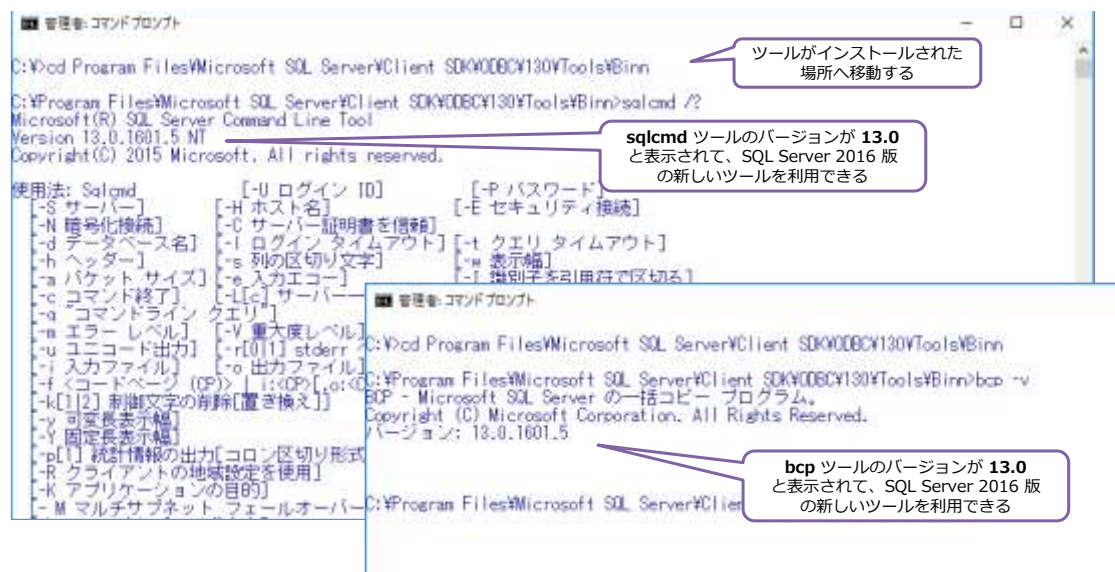 管理者: コマンド プロンプト
C:¥>cd Program Files¥Microsoft SQL Server¥Client SDK¥ODBC¥130¥Tools¥Binn
ツールがインストールされた
場所へ移動する
C:¥Program Files¥Microsoft SQL Server¥Client SDK¥ODBC¥130¥Tools¥Binn>sqlcmd /?
Microsoft(R) SQL Server Command Line Tool
Version 13.0.1601.5 NT
Copyright(C) 2015 Microsoft. All rights reserved.
sqlcmd ツールのバージョンが 13.0
と表示されて、SQL Server 2016 版
の新しいツールを利用できる
使用法: Sqlcmd [-U ログイン ID] [-P パスワード]
[-S サーバー] [-H ホスト名] [-E セキュリティ接続]
[-N 暗号化接続] [-C サーバー証明書を信頼]
[-d データベース名] [-l ログイン タイムアウト] [-t クエリ タイムアウト]
[-h ヘッダー] [-s 列の区切り文字] [-w 表示幅]
[-a パケット サイズ] [-e 入力エコー] [-I 識別子を引用符で区切る]
[-c コマンド終了] [-L[c] サーバー一
[-q "コマンドライン クエリ"]
[-m エラー レベル] [-V 重大度レベル]
[-u ユニコード出力] [-r[0|1] stderr
[-i 入力ファイル] [-o 出力ファイル]
[-f <コードページ (CP)> | i:<CP>[,o:<C
[-k[1|2] 制御文字の削除[置き換え]]
[-y 可変長表示幅]
[-Y 固定長表示幅]
[-p[1] 統計情報の出力[コロン区切り形式
[-R クライアントの地域設定を使用]
[-K アプリケーションの目的]
[- M マルチサブネット フェールオーバー
管理者: コマンド プロンプト
C:¥>cd Program Files¥Microsoft SQL Server¥Client SDK¥ODBC¥130¥Tools¥Binn
C:¥Program Files¥Microsoft SQL Server¥Client SDK¥ODBC¥130¥Tools¥Binn>bcp -v
BCP - Microsoft SQL Server の一括コピー プログラム。
Copyright (C) Microsoft Corporation. All Rights Reserved.
バージョン: 13.0.1601.5
bcp ツールのバージョンが 13.0
と表示されて、SQL Server 2016 版
の新しいツールを利用できる
C:¥Program Files¥Microsoft SQL Server¥Clien